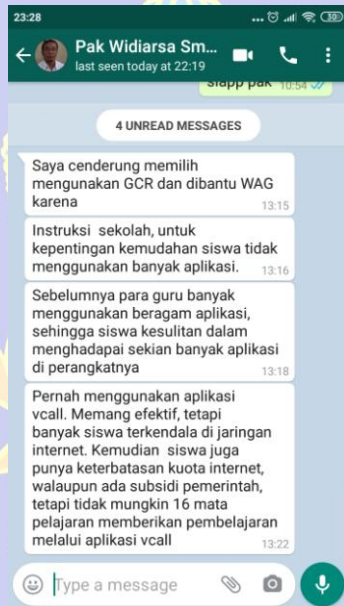 23:28
30
Pak Widiarsa Sm...
last seen today at 22:19
siapp pak 10:54
4 UNREAD MESSAGES
Saya cenderung memilih
mengunakan GCR dan dibantu WAG
karena 13:15
Instruksi sekolah, untuk
kepentingan kemudahan siswa tidak
menggunakan banyak aplikasi. 13:16
Sebelumnya para guru banyak
menggunakan beragam aplikasi,
sehingga siswa kesulitan dalam
menghadapai sekian banyak aplikasi
di perangkatnya 13:18
Pernah menggunakan aplikasi
vcall. Memang efektif, tetapi
banyak siswa terkendala di jaringan
internet. Kemudian siswa juga
punya keterbatasan kuota internet,
walaupun ada subsidi pemerintah,
tetapi tidak mungkin 16 mata
pelajaran memberikan pembelajaran
melalui aplikasi vcall 13:22
Type a message